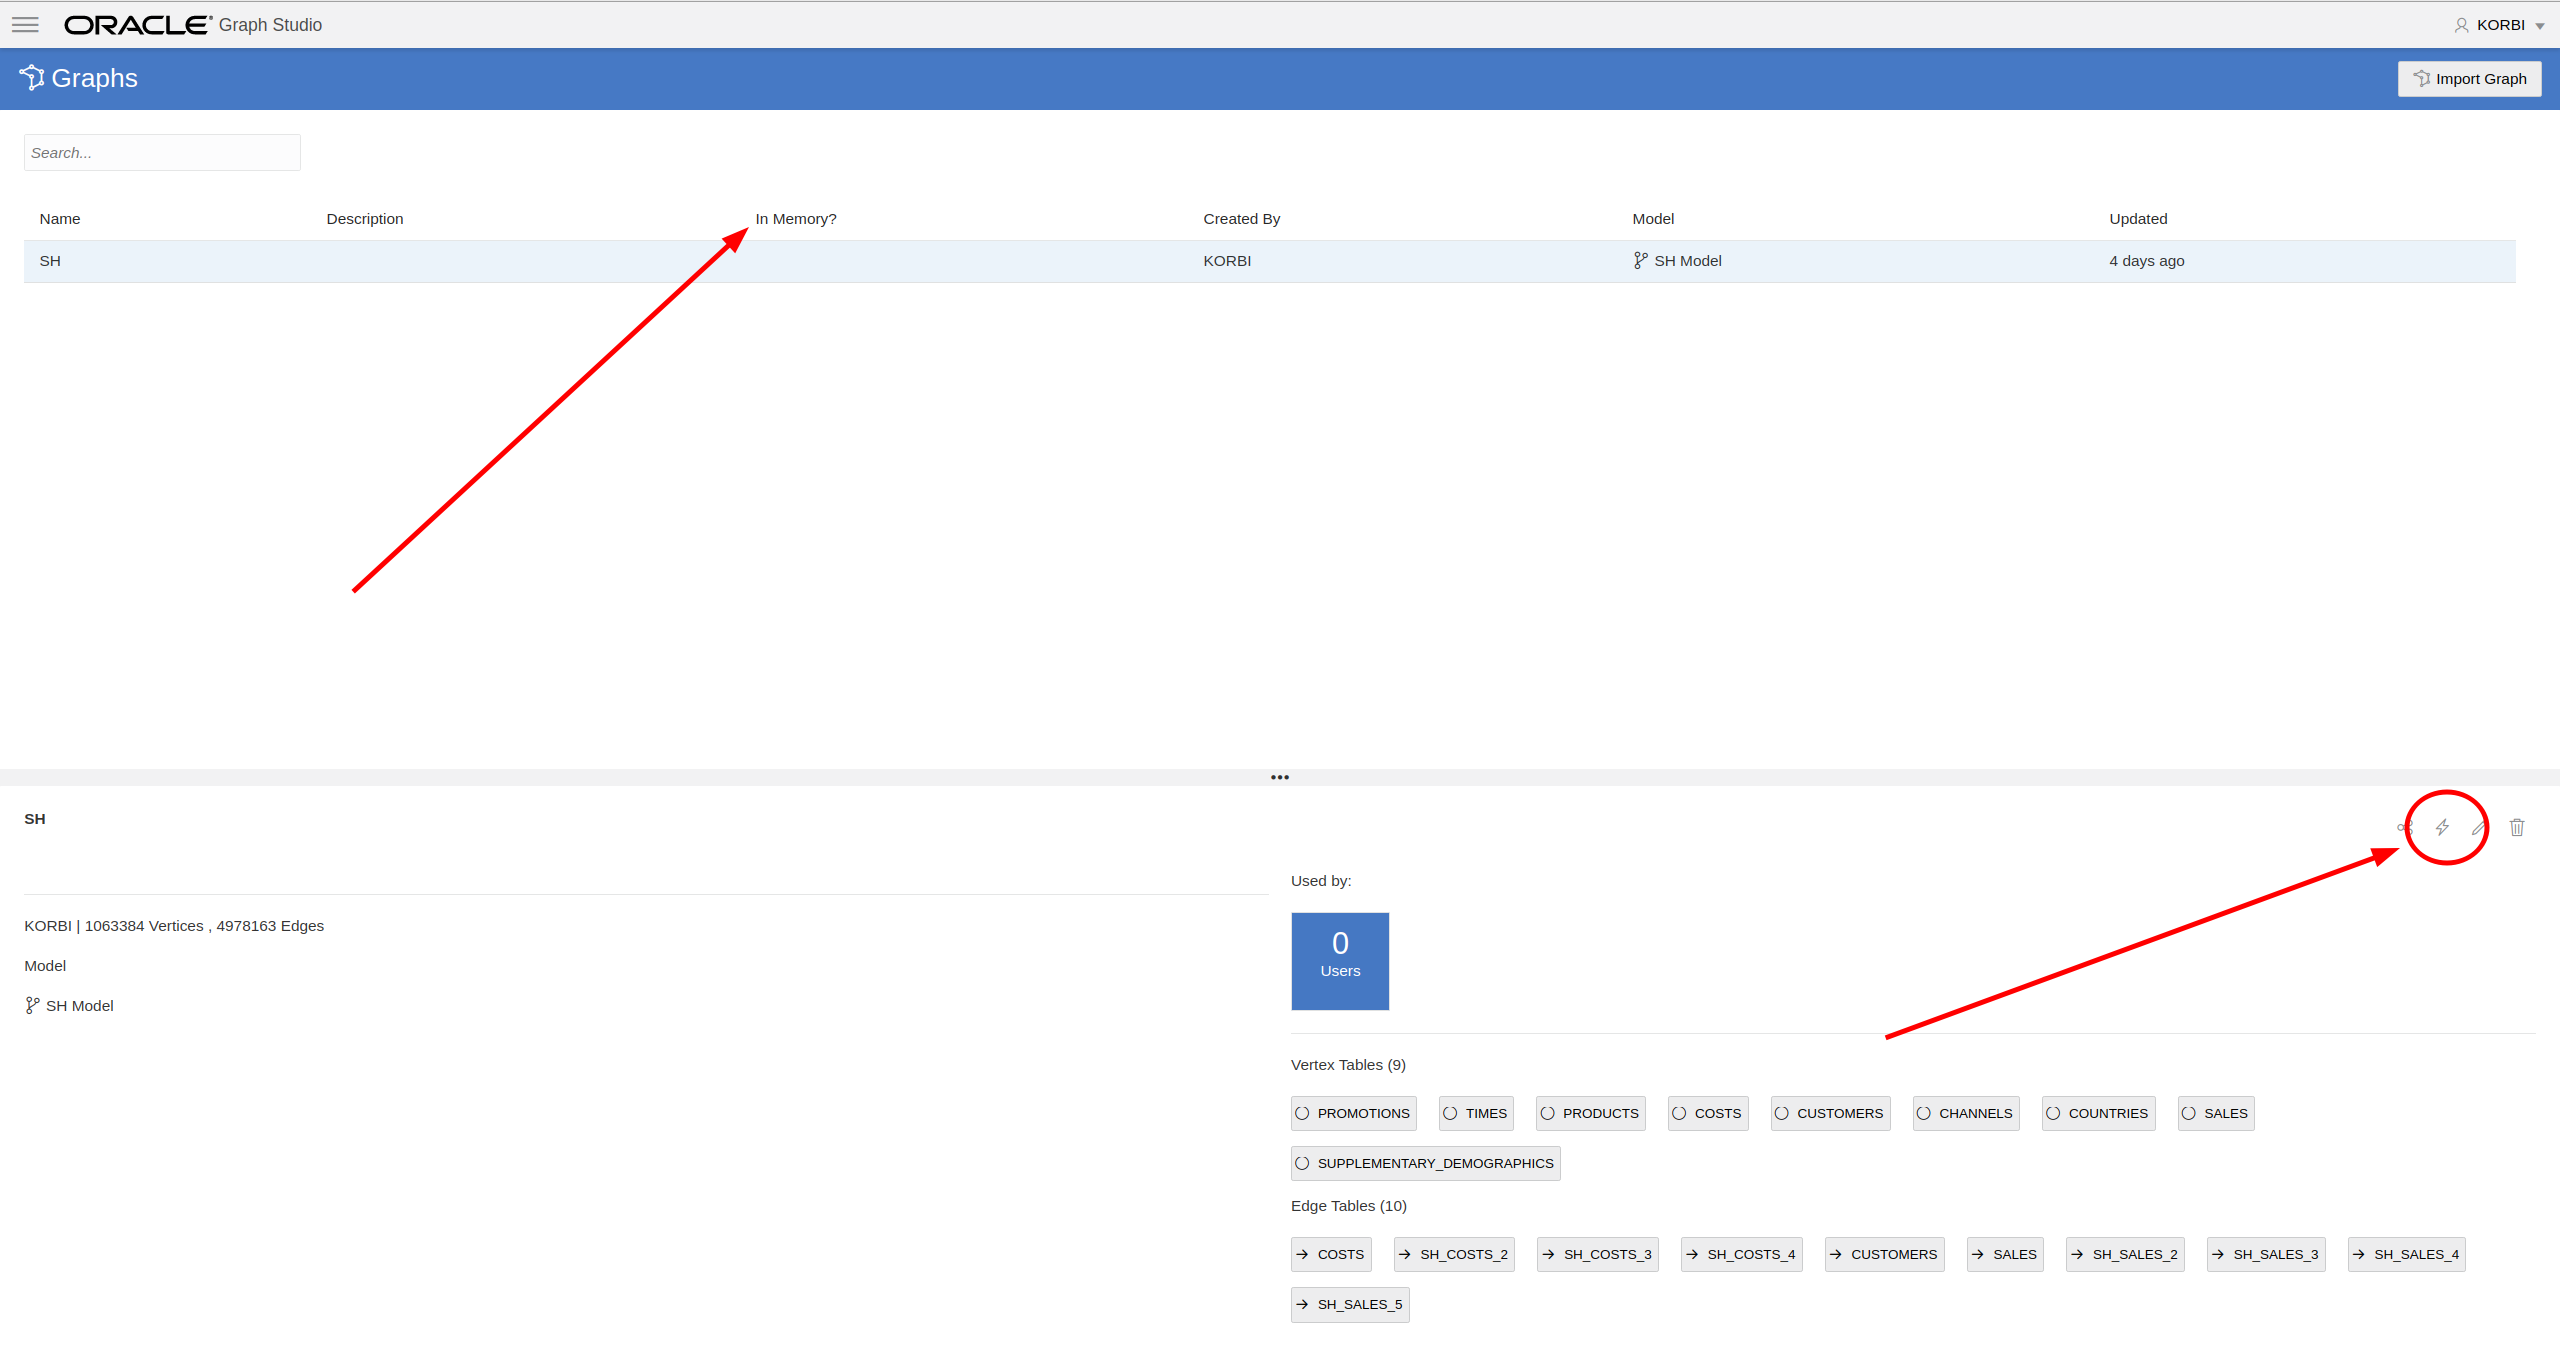 ORACLE® Graph Studio KORBI
Graphs Import Graph
Search...
Name Description In Memory? Created By Model Updated
SH KORBI SH Model 4 days ago
SH
Used by:
KORBI | 1063384 Vertices , 4978163 Edges
0
Users
Model
SH Model
Vertex Tables (9)
PROMOTIONS TIMES PRODUCTS COSTS CUSTOMERS CHANNELS COUNTRIES SALES
SUPPLEMENTARY_DEMOGRAPHICS
Edge Tables (10)
COSTS SH_COSTS_2 SH_COSTS_3 SH_COSTS_4 CUSTOMERS SALES SH_SALES_2 SH_SALES_3 SH_SALES_4
SH_SALES_5